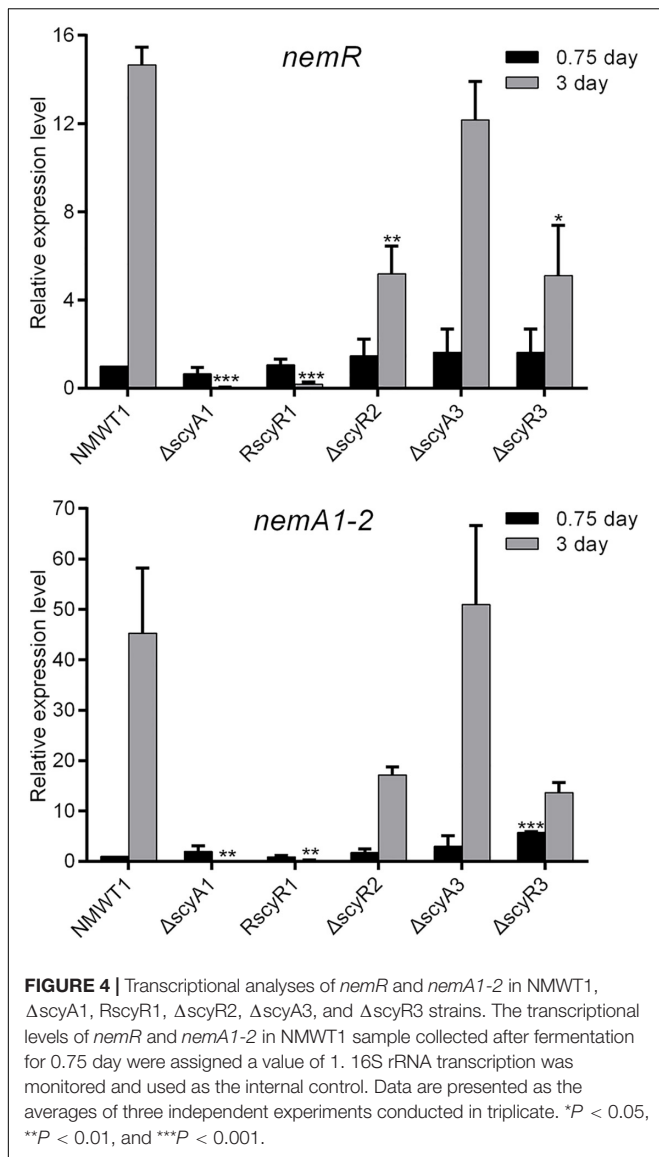 nemR
0.75 day
3 day
Relative expression level
16
12
8
4
0
***
***
**
*
NMWT1
ΔscyA1
RscyR1
ΔscyR2
ΔscyA3
ΔscyR3
nemA1-2
0.75 day
3 day
Relative expression level
70
60
50
40
30
20
10
0
**
**
***
NMWT1
ΔscyA1
RscyR1
ΔscyR2
ΔscyA3
ΔscyR3
FIGURE 4 | Transcriptional analyses of nemR and nemA1-2 in NMWT1,
ΔscyA1, RscyR1, ΔscyR2, ΔscyA3, and ΔscyR3 strains. The transcriptional
levels of nemR and nemA1-2 in NMWT1 sample collected after fermentation
for 0.75 day were assigned a value of 1. 16S rRNA transcription was
monitored and used as the internal control. Data are presented as the
averages of three independent experiments conducted in triplicate. *P < 0.05,
**P < 0.01, and ***P < 0.001.